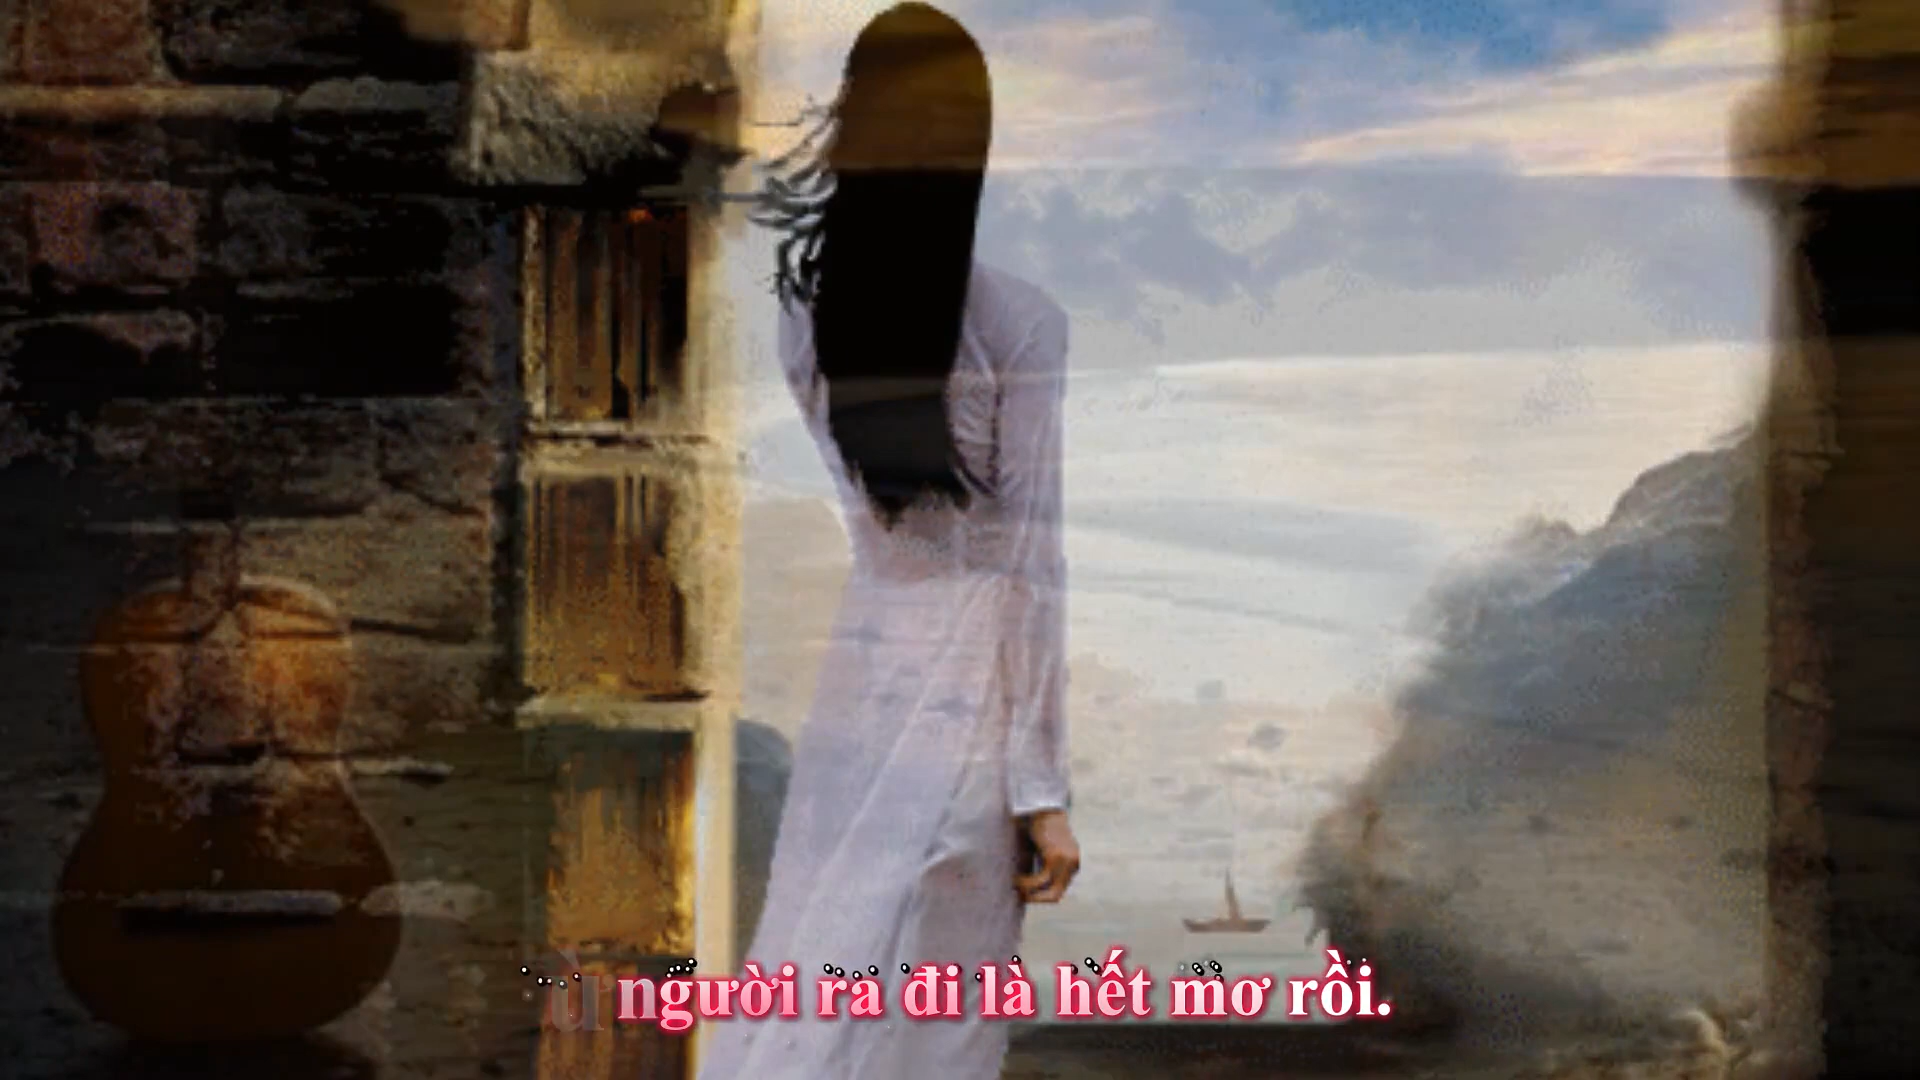 người ra đi là hết mơ rồi.